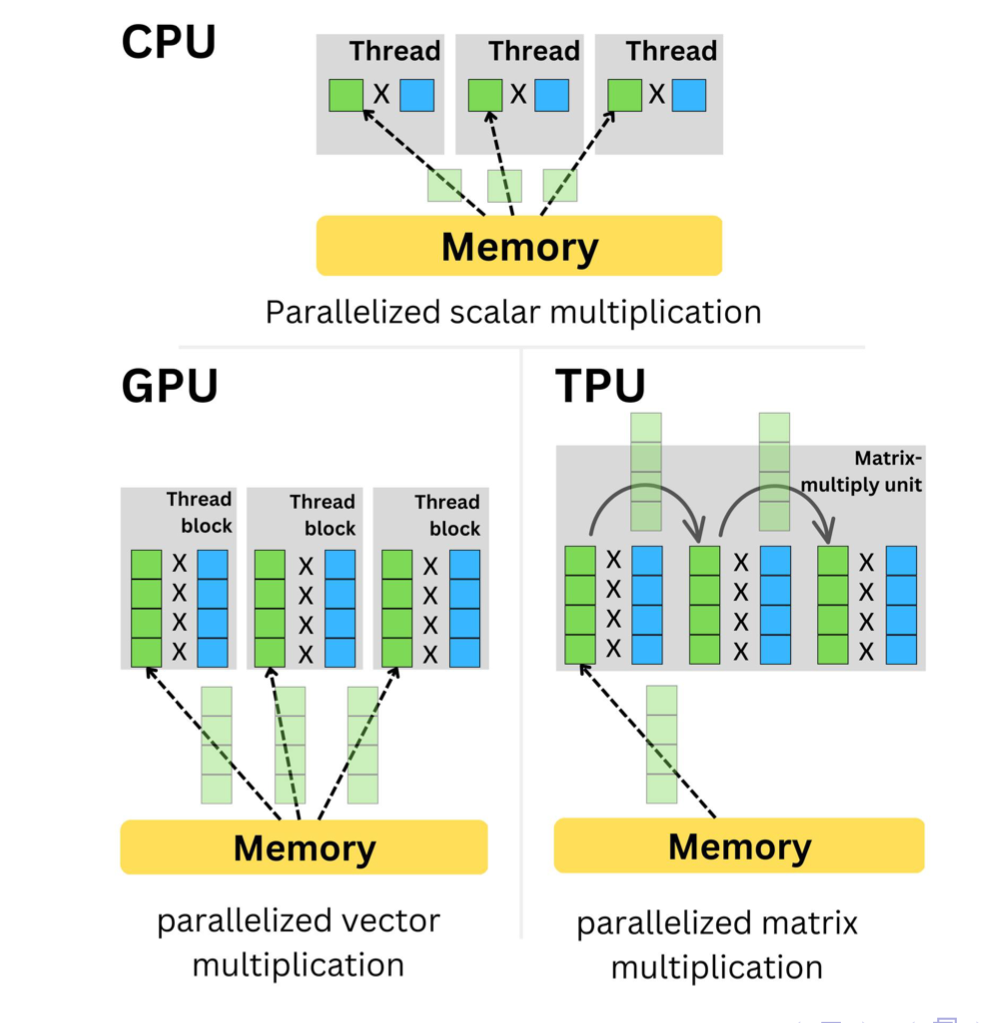 CPU
Thread Thread Thread
X X X
Memory
Parallelized scalar multiplication
GPU
Thread
block
Thread
block
Thread
block
X X X
X X X
X X X
X X X
Memory
parallelized vector
multiplication
TPU
Matrix-
multiply unit
X X X
X X X
X X X
X X X
Memory
parallelized matrix
multiplication